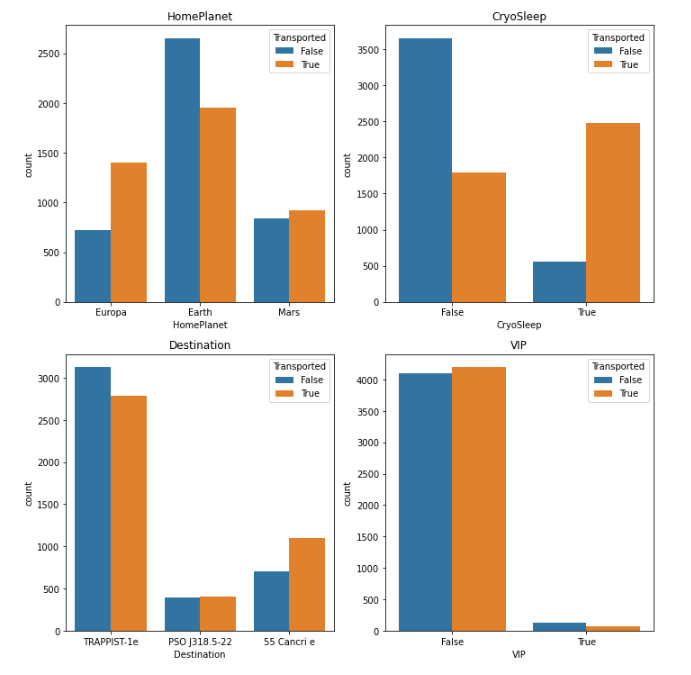 HomePlanet
Transported
False
True
2500
2000
1500
1000
500
0
count
Europa Earth Mars
HomePlanet
CryoSleep
Transported
False
True
3500
3000
2500
2000
1500
1000
500
0
count
False True
CryoSleep
Destination
Transported
False
True
3000
2500
2000
1500
1000
500
0
count
TRAPPIST-1e PSO J318.5-22 55 Cancri e
Destination
VIP
Transported
False
True
4000
3500
3000
2500
2000
1500
1000
500
0
count
False True
VIP